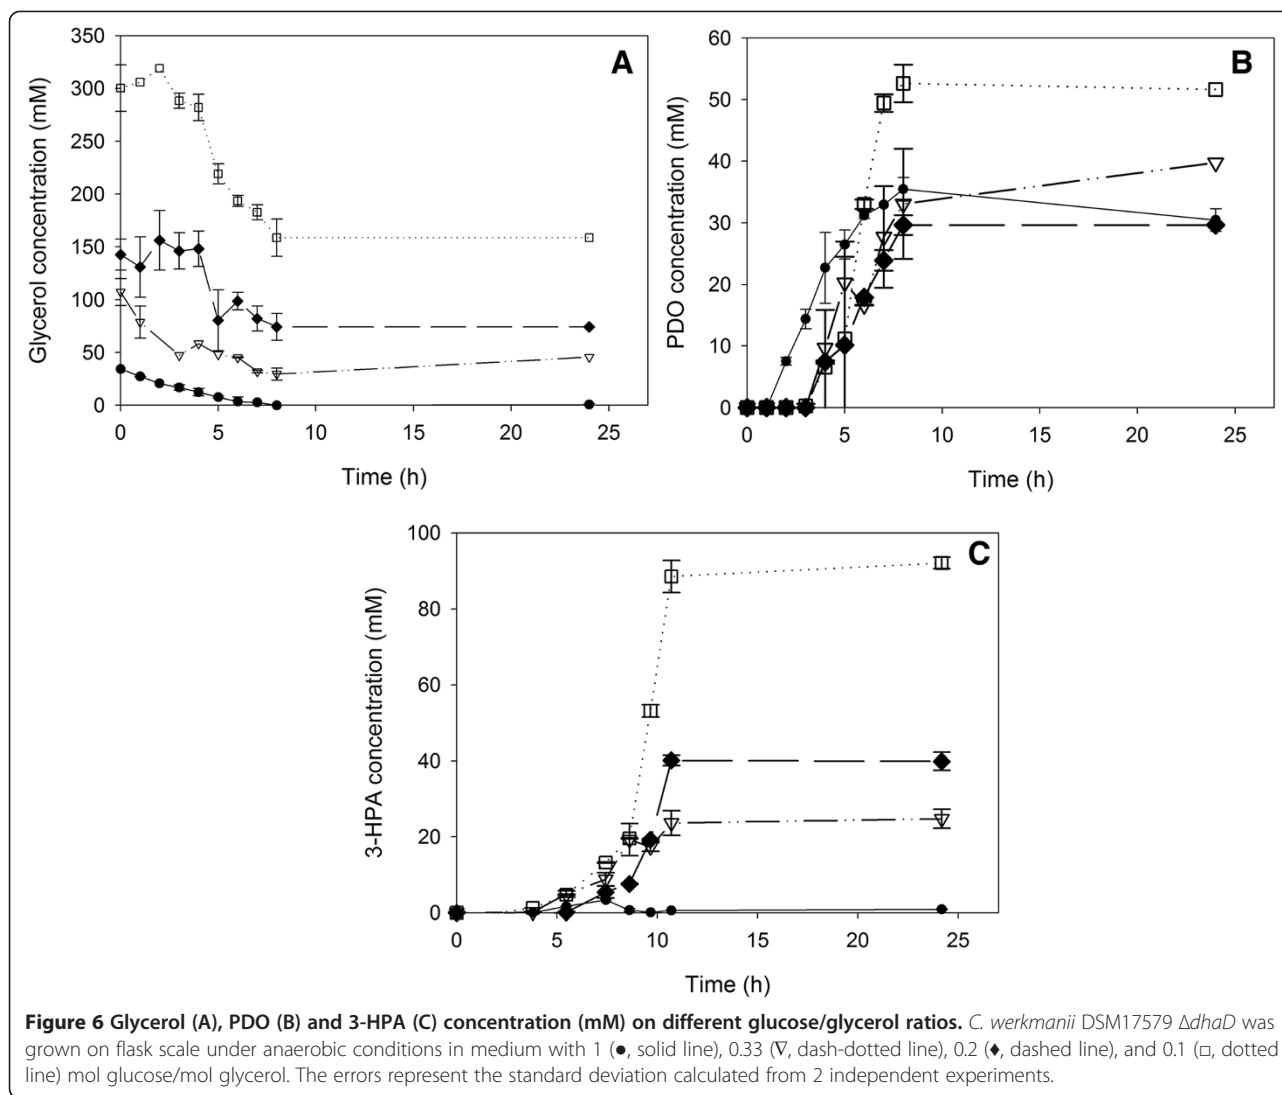 A
Glycerol concentration (mM)
350
300
250
200
150
100
50
0
0 5 10 15 20 25
Time (h)
B
PDO concentration (mM)
60
50
40
30
20
10
0
0 5 10 15 20 25
Time (h)
C
3-HPA concentration (mM)
100
80
60
40
20
0
0 5 10 15 20 25
Time (h)
Figure 6 Glycerol (A), PDO (B) and 3-HPA (C) concentration (mM) on different glucose/glycerol ratios. C. werkmanii DSM17579 ΔdhaD was
grown on flask scale under anaerobic conditions in medium with 1 (●, solid line), 0.33 (∇, dash-dotted line), 0.2 (♦, dashed line), and 0.1 (□, dotted
line) mol glucose/mol glycerol. The errors represent the standard deviation calculated from 2 independent experiments.